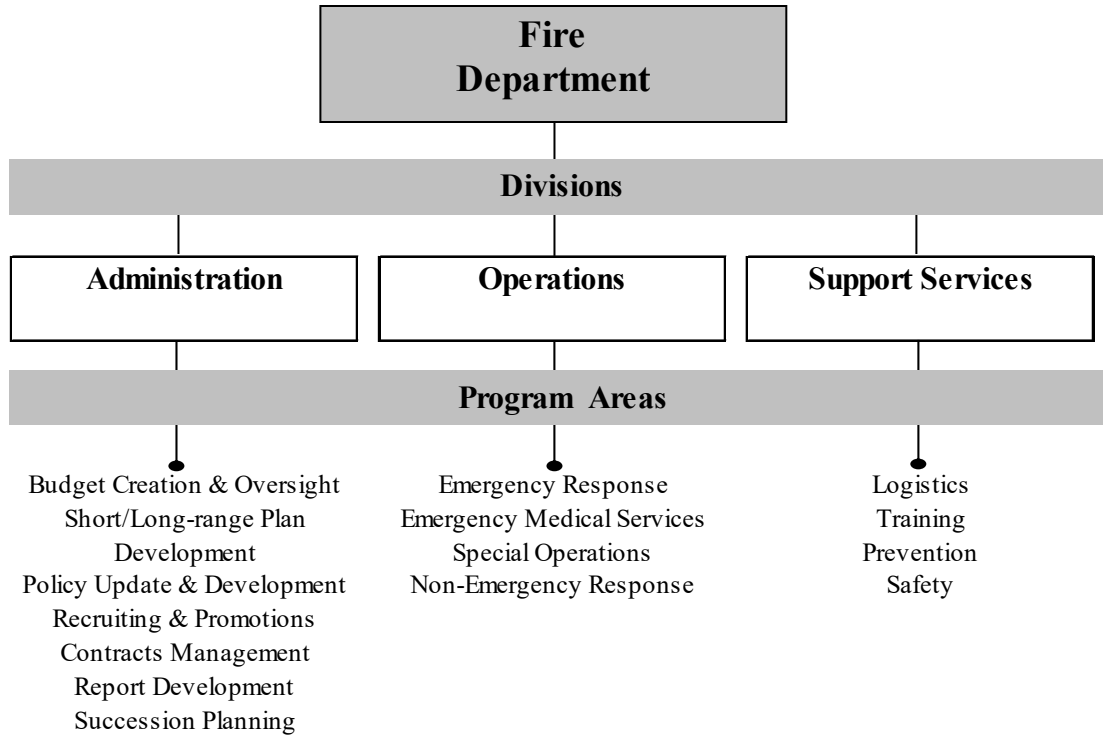 Fire
Department
Divisions
Administration
Operations
Support Services
Program Areas
Budget Creation & Oversight
Short/Long-range Plan
Development
Policy Update & Development
Recruiting & Promotions
Contracts Management
Report Development
Succession Planning
Emergency Response
Emergency Medical Services
Special Operations
Non-Emergency Response
Logistics
Training
Prevention
Safety